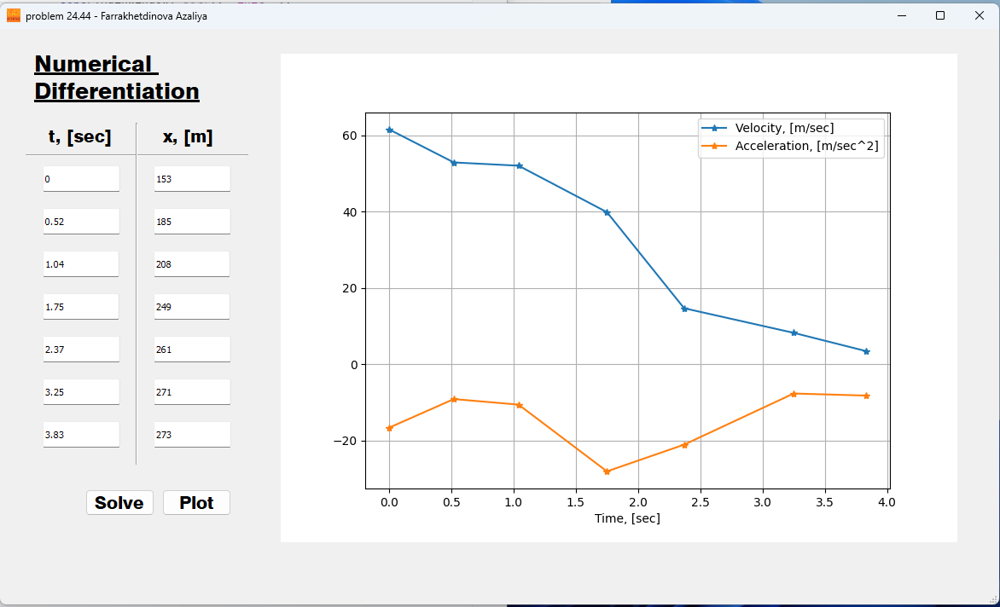 problem 24.44 - Farrakhetdinova Azaliya
Numerical
Differentiation
t, [sec] x, [m]
0 153
0.52 185
1.04 208
1.75 249
2.37 261
3.25 271
3.83 273
Solve Plot
Velocity, [m/sec]
Acceleration, [m/sec^2]
60
40
20
0
−20
0.0 0.5 1.0 1.5 2.0 2.5 3.0 3.5 4.0
Time, [sec]